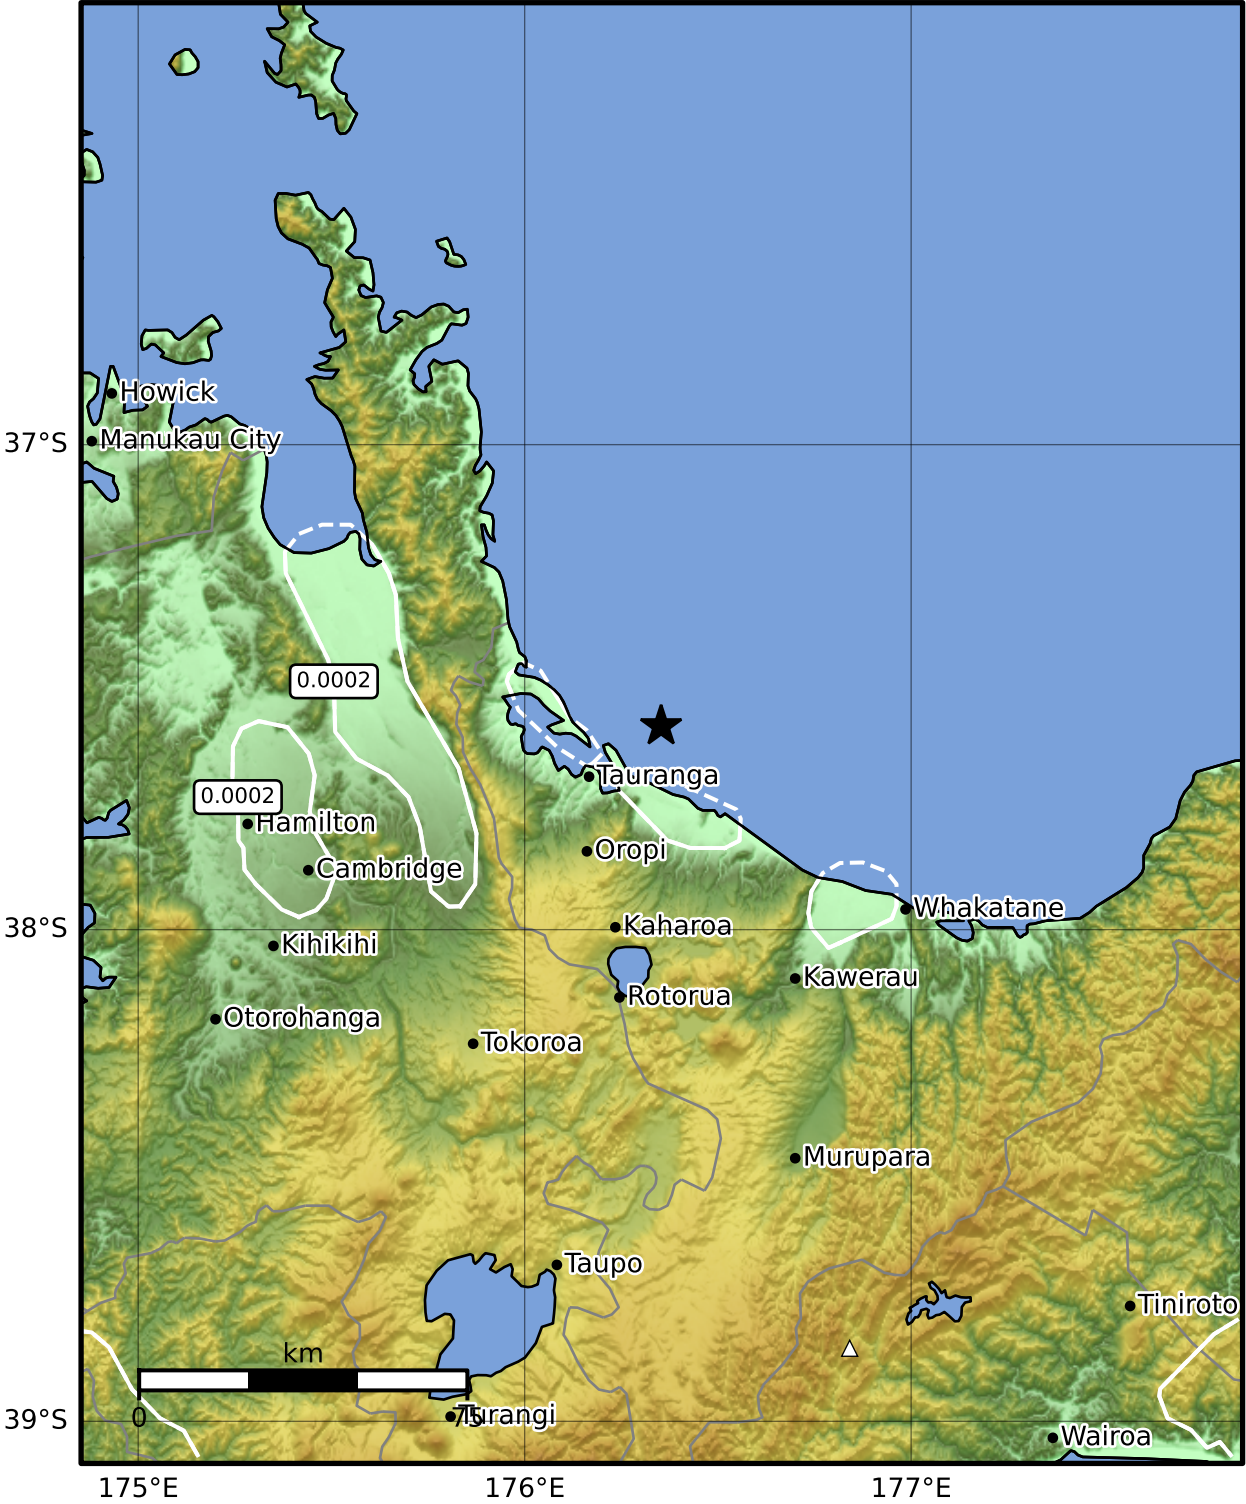 Howick
37°S
Manukau City
0.0002
Tauranga
0.0002
Hamilton
Oropi
Cambridge
Whakatane
38°S
Kaharoa
Kihikihi
Kawerau
Rotorua
Otorohanga
Tokoroa
Murupara
Taupo
Tiniroto
km
0
75
Turangi
39°S
Wairoa
175°E
176°E
177°E